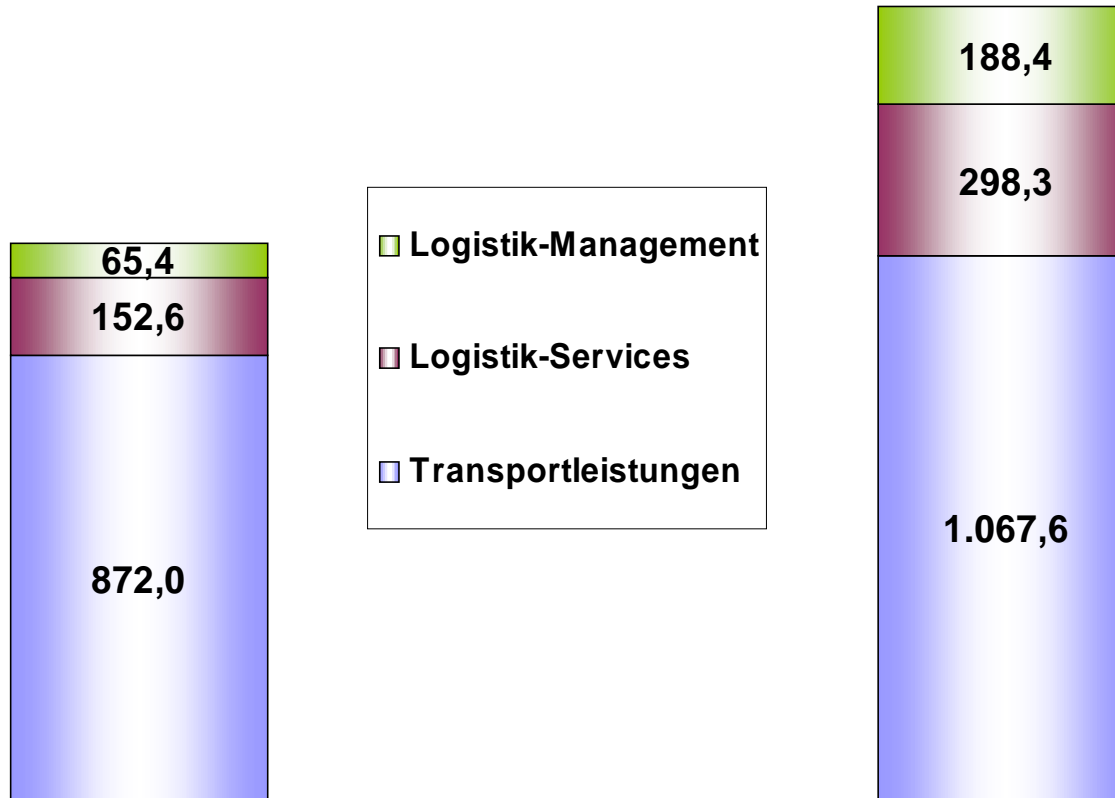 65,4
152,6
872,0
Logistik-Management
Logistik-Services
Transportleistungen
188,4
298,3
1.067,6